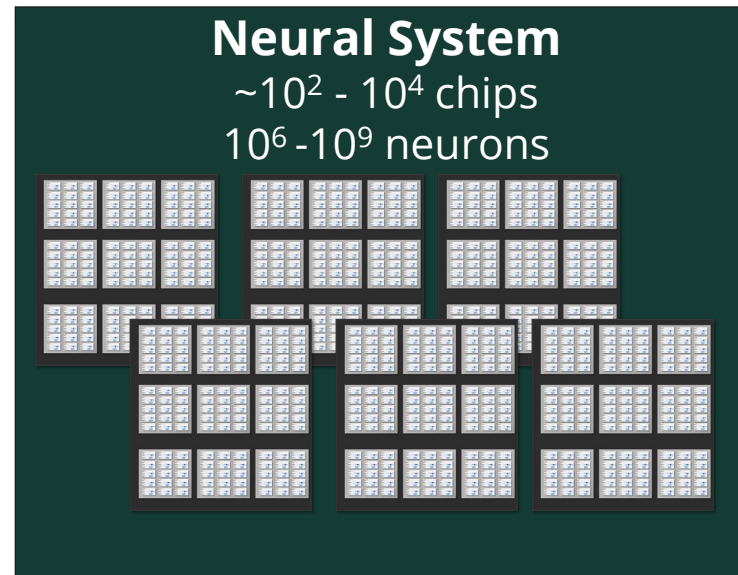 Neural System
~10² - 10⁴ chips
10⁶ -10⁹ neurons